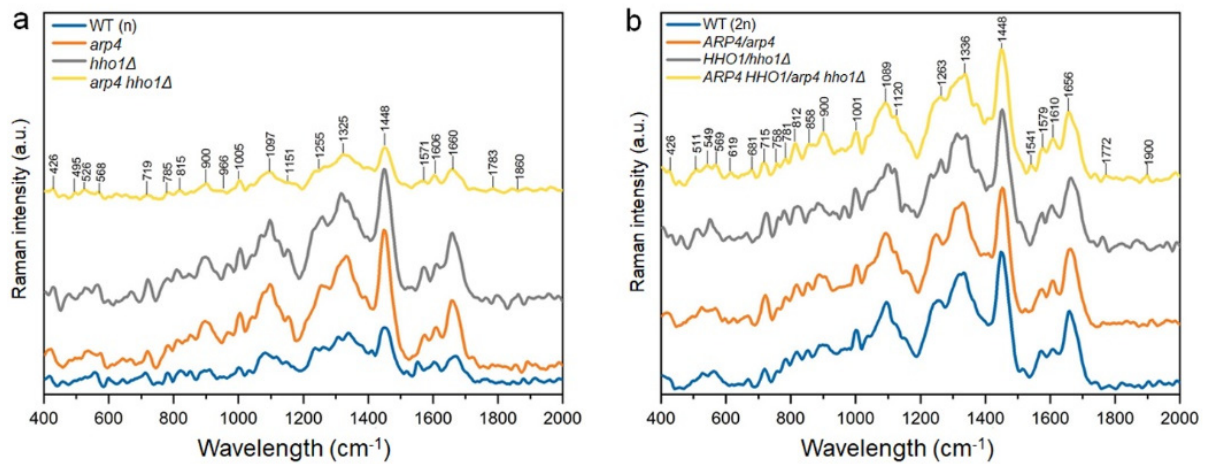 a
WT (n)
arp4
hho1Δ
arp4 hho1Δ
426
495
526
568
719
785
815
900
966
1005
1097
1151
1255
1325
1448
1571
1606
1660
1783
1860
Raman intensity (a.u.)
400 600 800 1000 1200 1400 1600 1800 2000
Wavelength (cm-1)
b
WT (2n)
ARP4/arp4
HHO1/hho1Δ
ARP4 HHO1/arp4 hho1Δ
426
511
549
569
619
681
715
758
781
812
858
900
1001
1089
1120
1263
1336
1448
1541
1579
1610
1656
1772
1900
Raman intensity (a.u.)
400 600 800 1000 1200 1400 1600 1800 2000
Wavelength (cm-1)